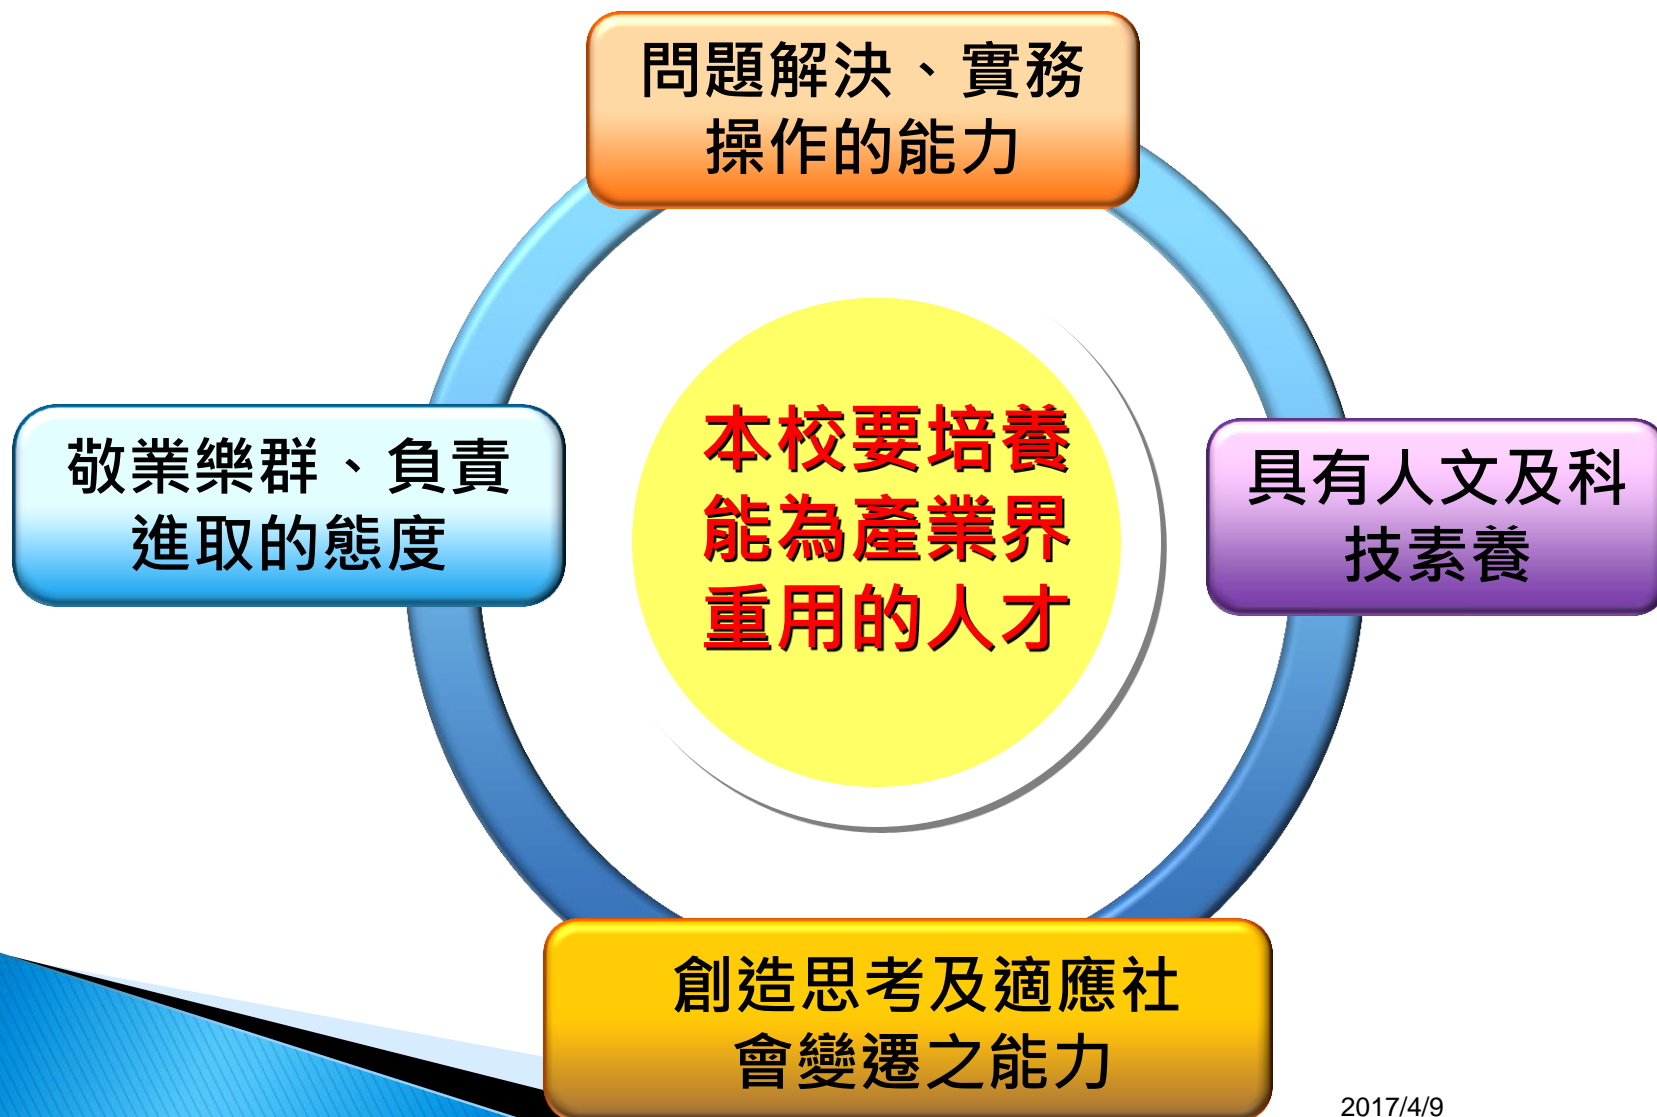 問題解決、實務
操作的能力
敬業樂群、負責
進取的態度
本校要培養
能為產業界
重用的人才
具有人文及科
技素養
創造思考及適應社
會變遷之能力
2017/4/9